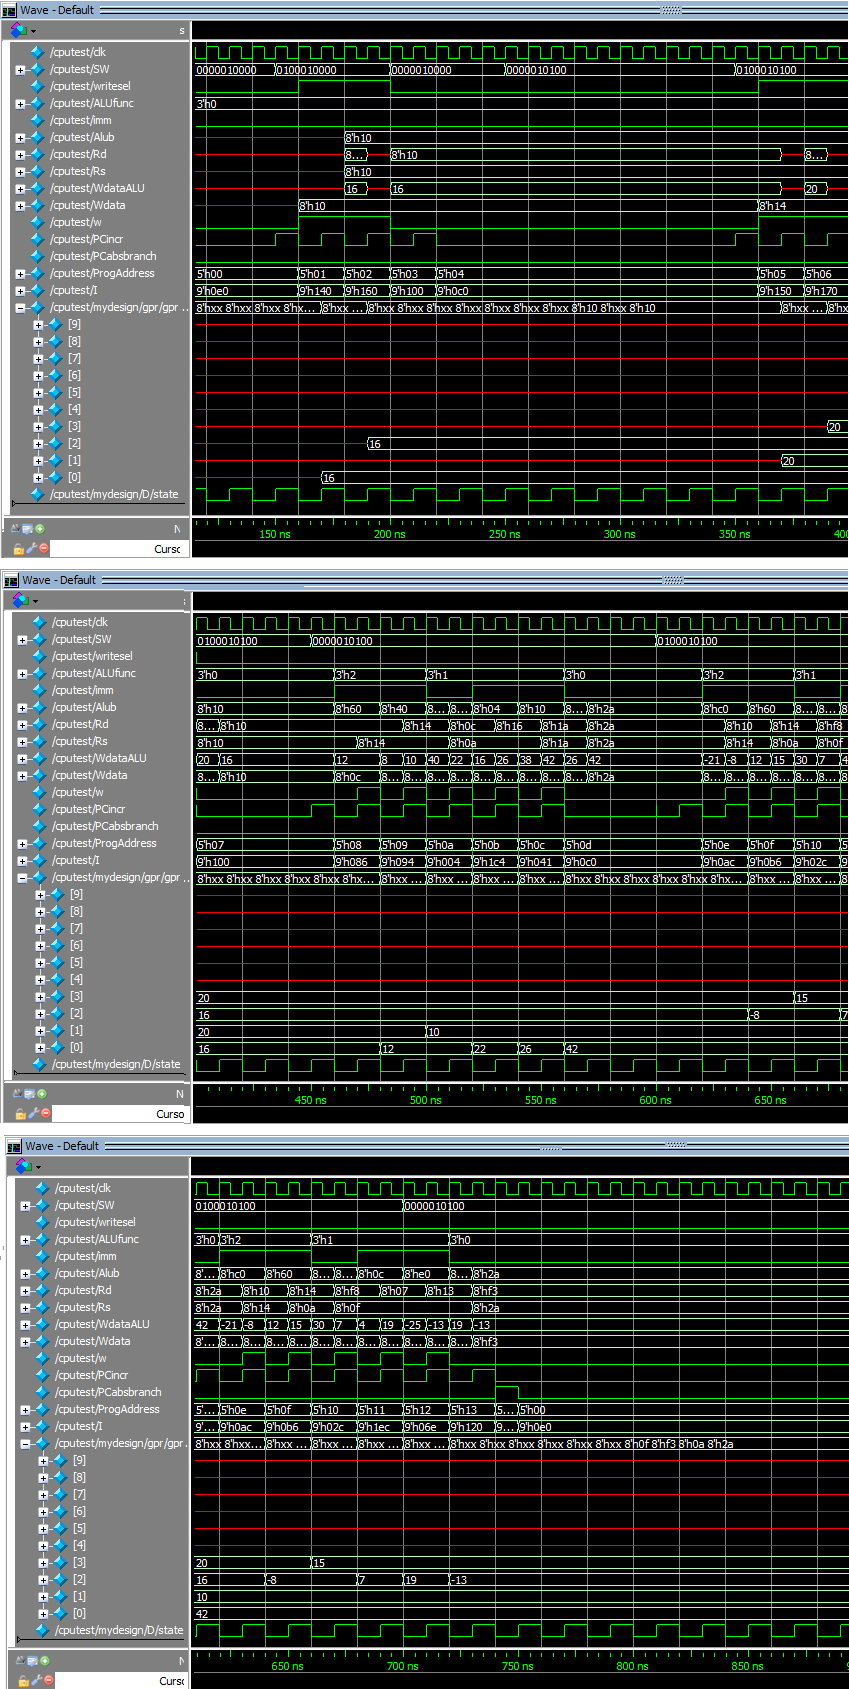 Wave - Default
s
/cputest/clk
/cputest/SW 0000010000 0100010000 0000010000 0000010100 0100010100
/cputest/writesel
/cputest/ALUfunc 3'h0
/cputest/imm
/cputest/Alub 8'h10
/cputest/Rd 8... 8'h10 8...
/cputest/Rs 8'h10
/cputest/WdataALU 16 16 20
/cputest/Wdata 8'h10 8'h14
/cputest/w
/cputest/PCincr
/cputest/PCabsbranch
/cputest/ProgAddress 5'h00 5'h01 5'h02 5'h03 5'h04 5'h05 5'h06
/cputest/I 9'h0e0 9'h140 9'h160 9'h100 9'h0c0 9'h150 9'h170
/cputest/mydesign/gpr/gpr ... 8'hxx 8'hxx 8'hxx 8'hx... 8'hxx ... 8'hxx 8'hxx 8'hxx 8'hxx 8'hxx 8'hxx 8'hxx 8'h10 8'hxx 8'h10 8'hxx ... 8'hx
[9]
[8]
[7]
[6]
[5]
[4]
[3] 20
[2] 16
[1] 20
[0] 16
/cputest/mydesign/D/state
N 150 ns 200 ns 250 ns 300 ns 350 ns 400
Cursc
Wave - Default
/cputest/clk
/cputest/SW 0100010100 0000010100 0100010100
/cputest/writesel
/cputest/ALUfunc 3'h0 3'h2 3'h1 3'h0 3'h2 3'h1
/cputest/imm
/cputest/Alub 8'h10 8'h60 8'h40 8... 8... 8'h04 8'h10 8... 8'h2a 8'hc0 8'h60 8... 8... 8
/cputest/Rd 8... 8'h10 8'h14 8'h0c 8'h16 8'h1a 8'h2a 8'h10 8'h14 8'hf8
/cputest/Rs 8'h10 8'h14 8'h0a 8'h1a 8'h2a 8'h14 8'h0a 8'h0f
/cputest/WdataALU 20 16 12 8 10 40 22 16 26 38 42 26 42 -21 -8 12 15 30 7 4
/cputest/Wdata 8... 8'h10 8'h0c 8... 8... 8... 8... 8... 8... 8... 8... 8... 8'h2a 8... 8... 8... 8... 8... 8... 8
/cputest/w
/cputest/PCincr
/cputest/PCabsbranch
/cputest/ProgAddress 5'h07 5'h08 5'h09 5'h0a 5'h0b 5'h0c 5'h0d 5'h0e 5'h0f 5'h10 5
/cputest/I 9'h100 9'h086 9'h094 9'h004 9'h1c4 9'h041 9'h0c0 9'h0ac 9'h0b6 9'h02c 9
/cputest/mydesign/gpr/gpr ... 8'hxx 8'hxx 8'hxx 8'hxx 8'hx... 8'hxx ... 8'hxx ... 8'hxx ... 8'hxx ... 8'hxx 8'hxx 8'hxx 8'hxx ... 8'hxx ... 8'hxx ... 8
[9]
[8]
[7]
[6]
[5]
[4]
[3] 20 15
[2] 16 -8 7
[1] 20 10
[0] 16 12 22 26 42
/cputest/mydesign/D/state
N 450 ns 500 ns 550 ns 600 ns 650 ns
Curso
Wave - Default
/cputest/clk
/cputest/SW 0100010100 0000010100
/cputest/writesel
/cputest/ALUfunc 3'h0 3'h2 3'h1 3'h0
/cputest/imm
/cputest/Alub 8'... 8'hc0 8'h60 8... 8... 8'h0c 8'he0 8... 8'h2a
/cputest/Rd 8'h2a 8'h10 8'h14 8'hf8 8'h07 8'h13 8'hf3
/cputest/Rs 8'h2a 8'h14 8'h0a 8'h0f 8'h2a
/cputest/WdataALU 42 -21 -8 12 15 30 7 4 19 -25 -13 19 -13
/cputest/Wdata 8'... 8... 8... 8... 8... 8... 8... 8... 8... 8... 8... 8... 8'hf3
/cputest/w
/cputest/PCincr
/cputest/PCabsbranch
/cputest/ProgAddress 5'... 5'h0e 5'h0f 5'h10 5'h11 5'h12 5'h13 5... 5'h00
/cputest/I 9'... 9'h0ac 9'h0b6 9'h02c 9'h1ec 9'h06e 9'h120 9... 9'h0e0
/cputest/mydesign/gpr/gpr . 8'hxx 8'hxx... 8'hxx ... 8'hxx ... 8'hxx ... 8'hxx ... 8'hxx 8'hxx 8'hxx 8'hxx 8'hxx 8'hxx 8'h0f 8'hf3 8'h0a 8'h2a
[9]
[8]
[7]
[6]
[5]
[4]
[3] 20 15
[2] 16 -8 7 19 -13
[1] 10
[0] 42
/cputest/mydesign/D/state
N 650 ns 700 ns 750 ns 800 ns 850 ns
Curso